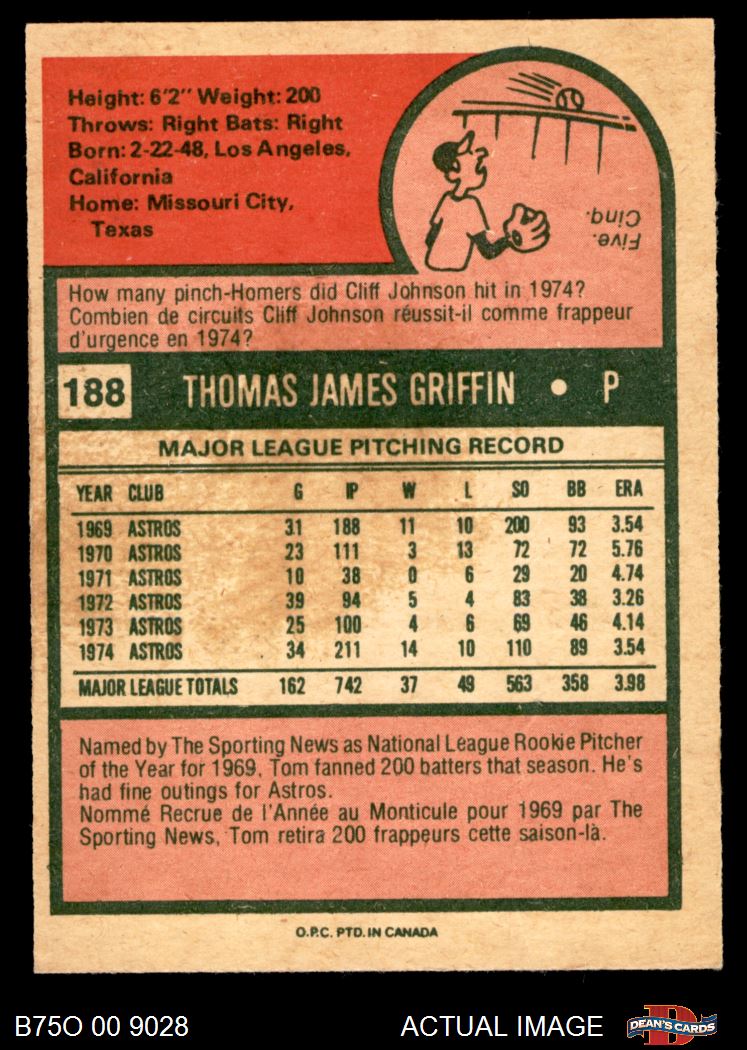 Height: 6'2" Weight: 200
Throws: Right Bats: Right
Born: 2-22-48, Los Angeles,
California
Home: Missouri City,
Texas
Five.
Cinq.
How many pinch-Homers did Cliff Johnson hit in 1974?
Combien de circuits Cliff Johnson réussit-il comme frappeur
d'urgence en 1974?
188 THOMAS JAMES GRIFFIN • P
MAJOR LEAGUE PITCHING RECORD
YEAR CLUB G IP W L SO BB ERA
1969 ASTROS 31 188 11 10 200 93 3.54
1970 ASTROS 23 111 3 13 72 72 5.76
1971 ASTROS 10 38 0 6 29 20 4.74
1972 ASTROS 39 94 5 4 83 38 3.26
1973 ASTROS 25 100 4 6 69 46 4.14
1974 ASTROS 34 211 14 10 110 89 3.54
MAJOR LEAGUE TOTALS 162 742 37 49 563 358 3.98
Named by The Sporting News as National League Rookie Pitcher
of the Year for 1969, Tom fanned 200 batters that season. He's
had fine outings for Astros.
Nommé Recrue de l'Année au Monticule pour 1969 par The
Sporting News, Tom retira 200 frappeurs cette saison-là.
O.P.C. PTD. IN CANADA
B75O 00 9028 ACTUAL IMAGE D DEAN'S CARDS